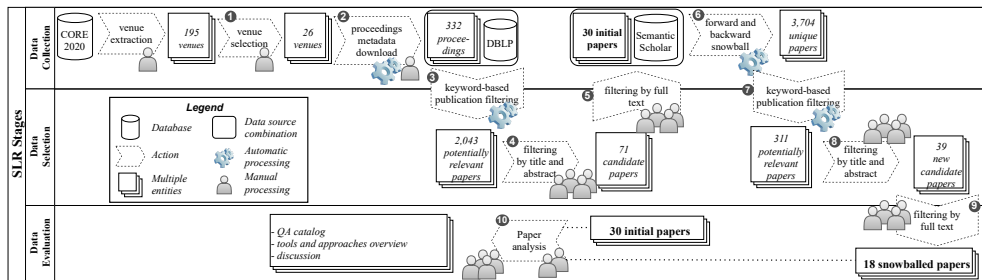 SLR Stages
Data
Collection
CORE
2020
venue
extraction
195
venues
1
venue
selection
26
venues
2
proceedings
metadata
download
332
procee-
dings
DBLP
30 initial papers
Semantic
Scholar
6
forward and
backward
snowball
3,704
unique
papers
Data
Selection
3
keyword-based
publication filtering
5
filtering by full
text
7
keyword-based
publication filtering
Legend
Database
Data source
combination
Action
Automatic
processing
Multiple
entities
Manual
processing
2,043
potentially
relevant
papers
4
filtering
by title and
abstract
71
candidate
papers
311
potentially
relevant
papers
8
filtering
by title and
abstract
39
new
candidate
papers
Data
Evaluation
- QA catalog
- tools and approaches overview
- discussion
10
Paper
analysis
30 initial papers
9
filtering by
full text
18 snowballed papers